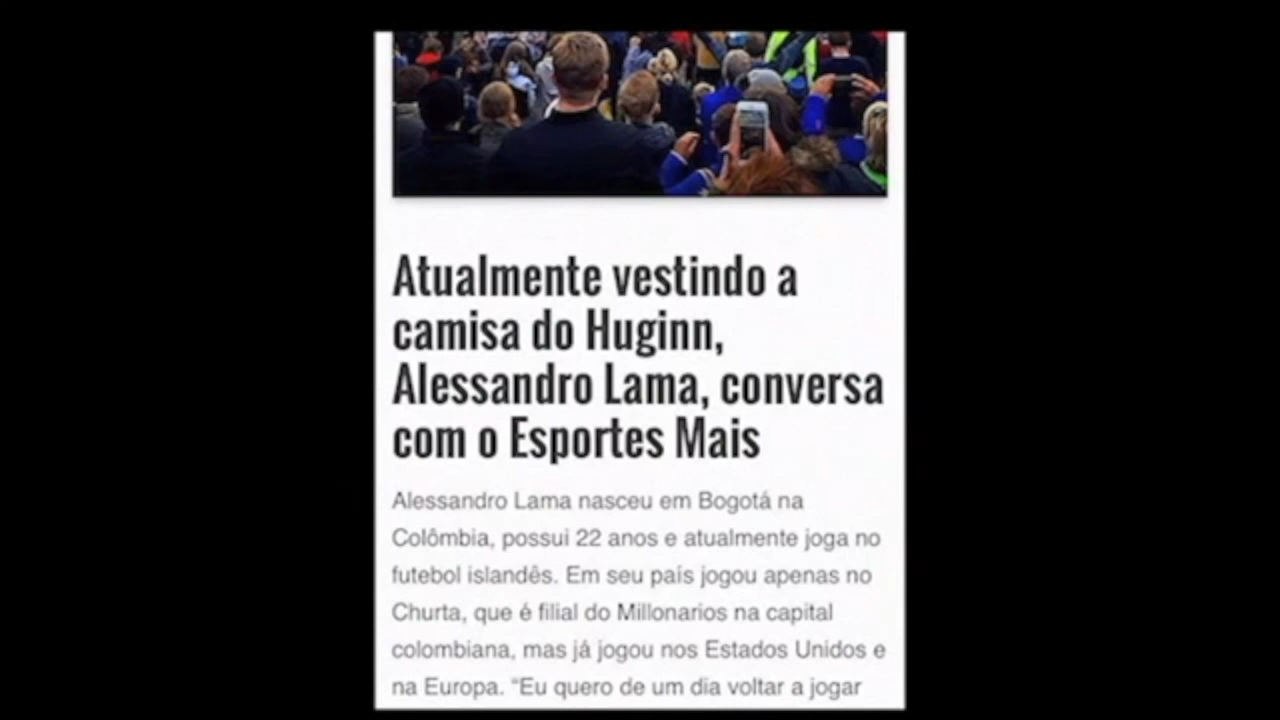 Atualmente vestindo a
camisa do Huginn,
Alessandro Lama, conversa
com o Esportes Mais
Alessandro Lama nasceu em Bogotá na
Colômbia, possui 22 anos e atualmente joga no
futebol islandês. Em seu país jogou apenas no
Churta, que é filial do Millonarios na capital
colombiana, mas já jogou nos Estados Unidos e
na Europa. “Eu quero de um dia voltar a jogar